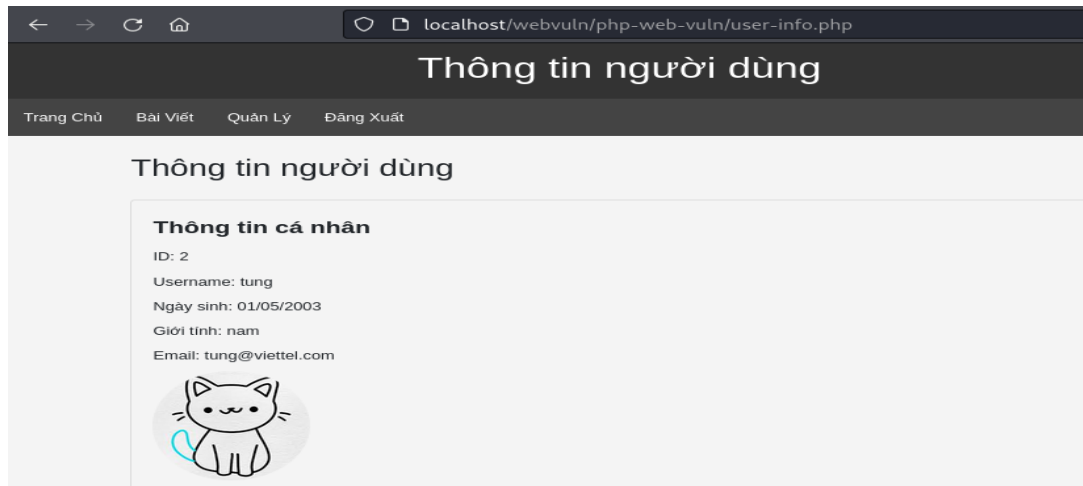 localhost/webvuln/php-web-vuln/user-info.php
Thông tin người dùng
Trang Chủ Bài Viết Quản Lý Đăng Xuất
Thông tin người dùng
Thông tin cá nhân
ID: 2
Username: tung
Ngày sinh: 01/05/2003
Giới tính: nam
Email: tung@viettel.com